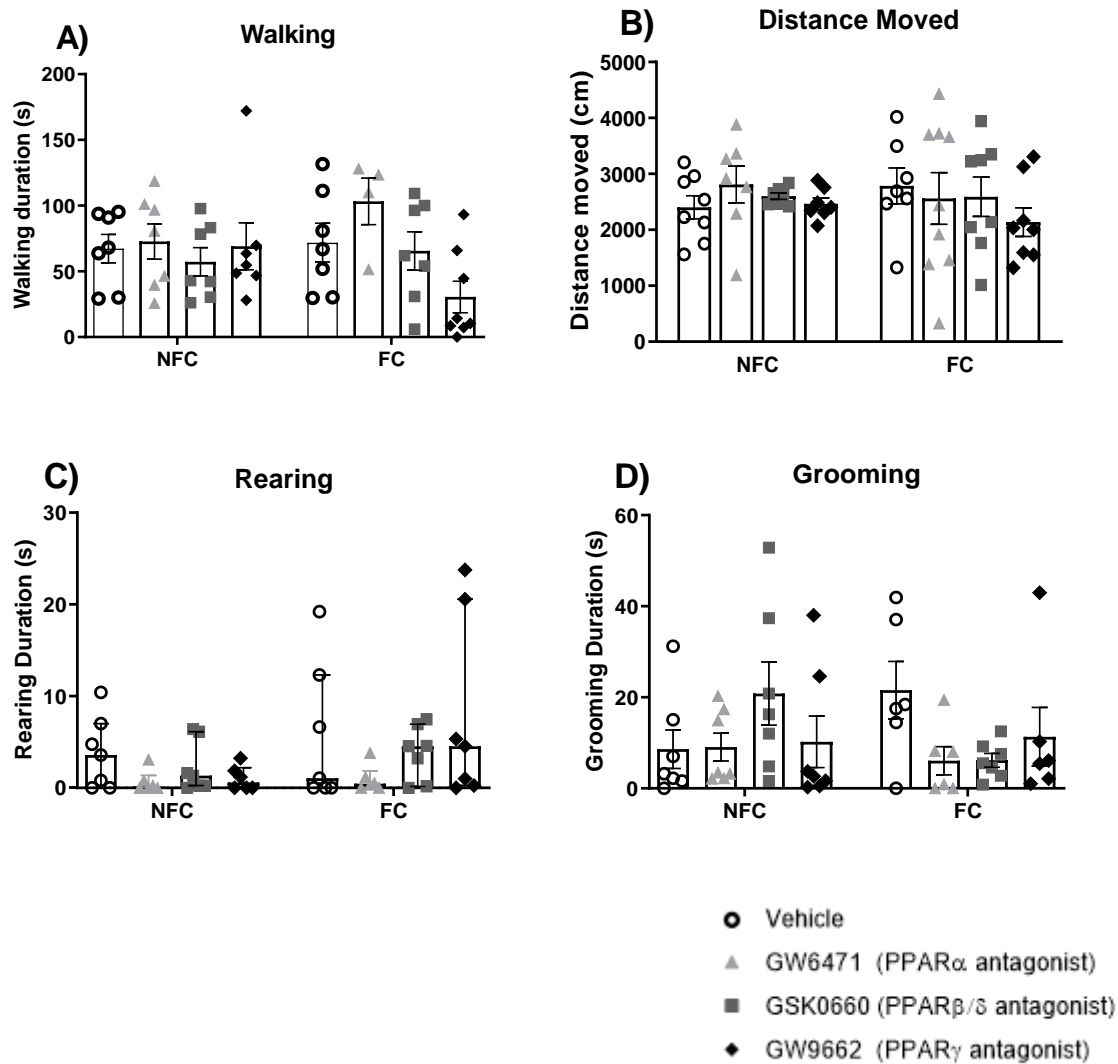 A) Walking
Walking duration (s)
200
150
100
50
0
NFC FC
B) Distance Moved
Distance moved (cm)
5000
4000
3000
2000
1000
0
NFC FC
C) Rearing
Rearing Duration (s)
30
20
10
0
NFC FC
D) Grooming
Grooming Duration (s)
60
40
20
0
NFC FC
Vehicle
GW6471 (PPARα antagonist)
GSK0660 (PPARβ/δ antagonist)
GW9662 (PPARγ antagonist)